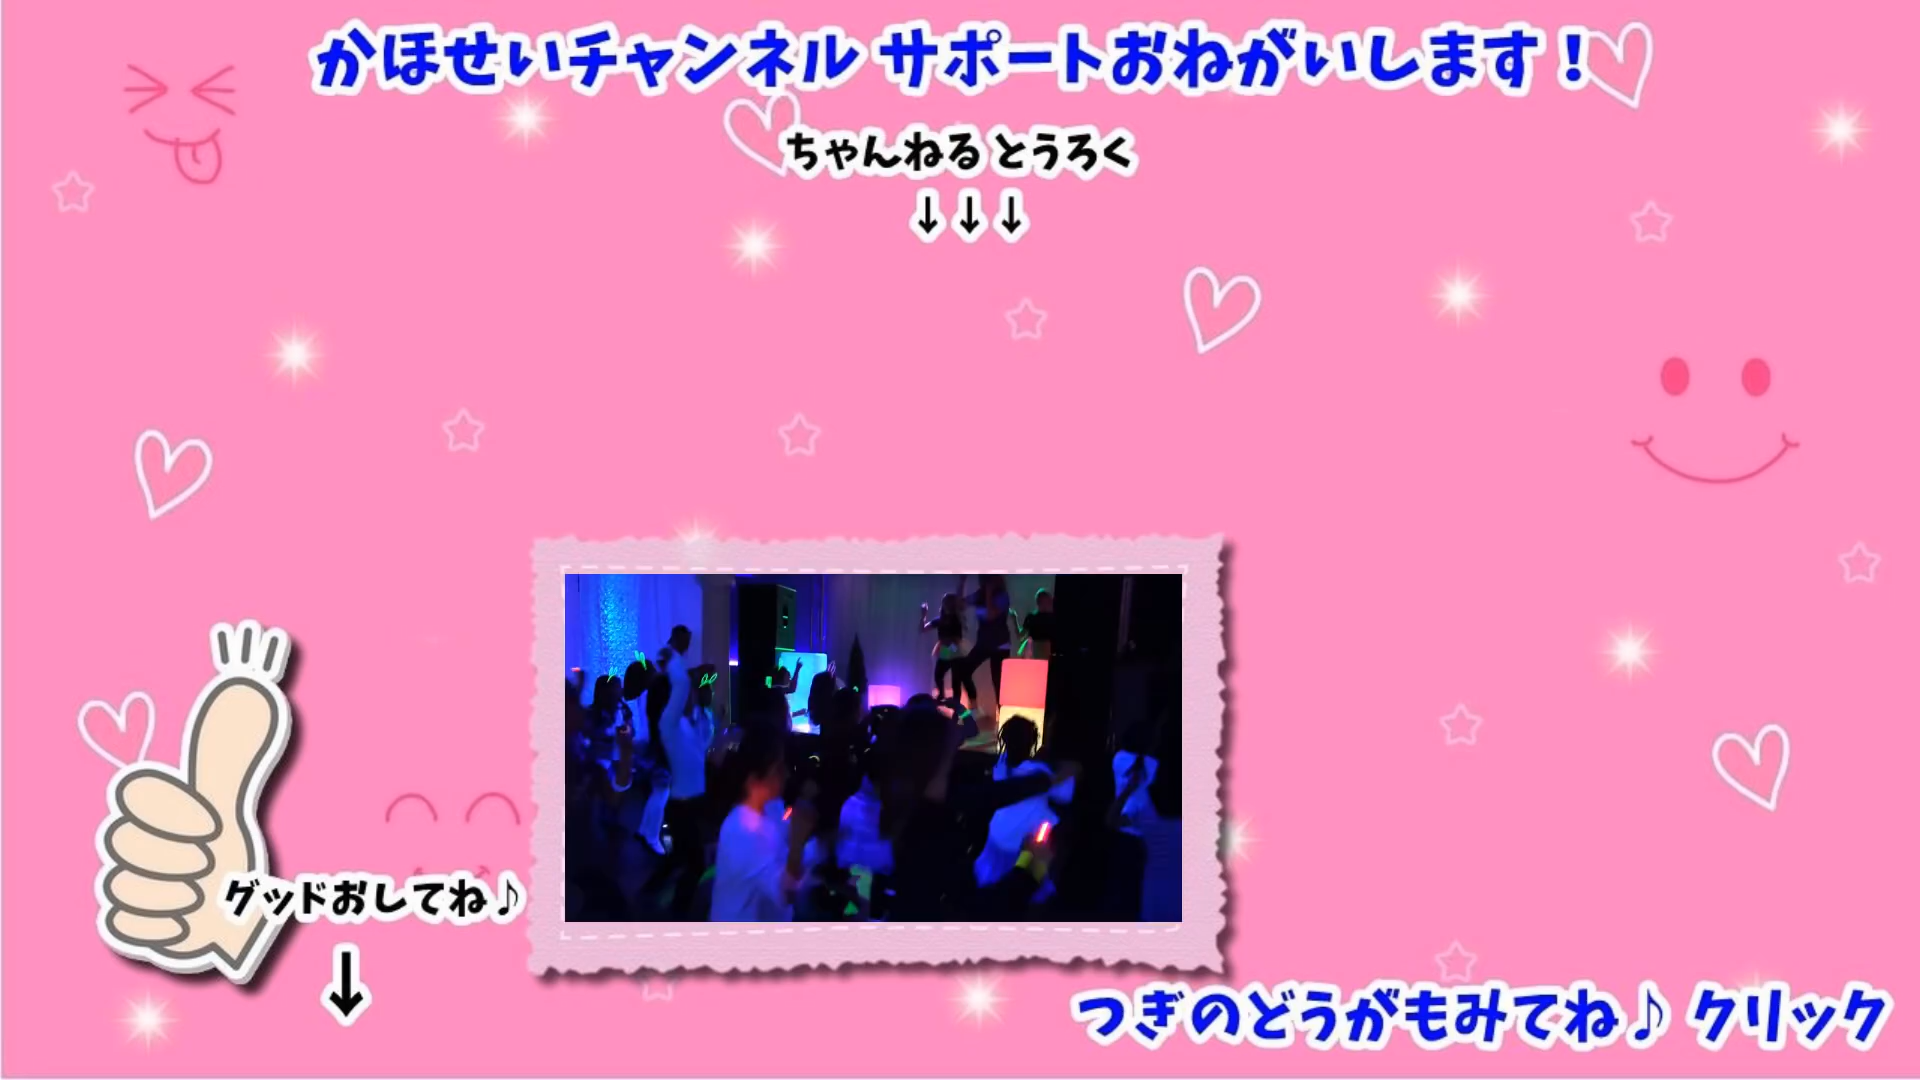 かほせいチャンネル サポートおねがいします！
ちゃんねる とうろく
↓↓↓
グッドおしてね♪
↓
つぎのどうがもみてね♪ クリック